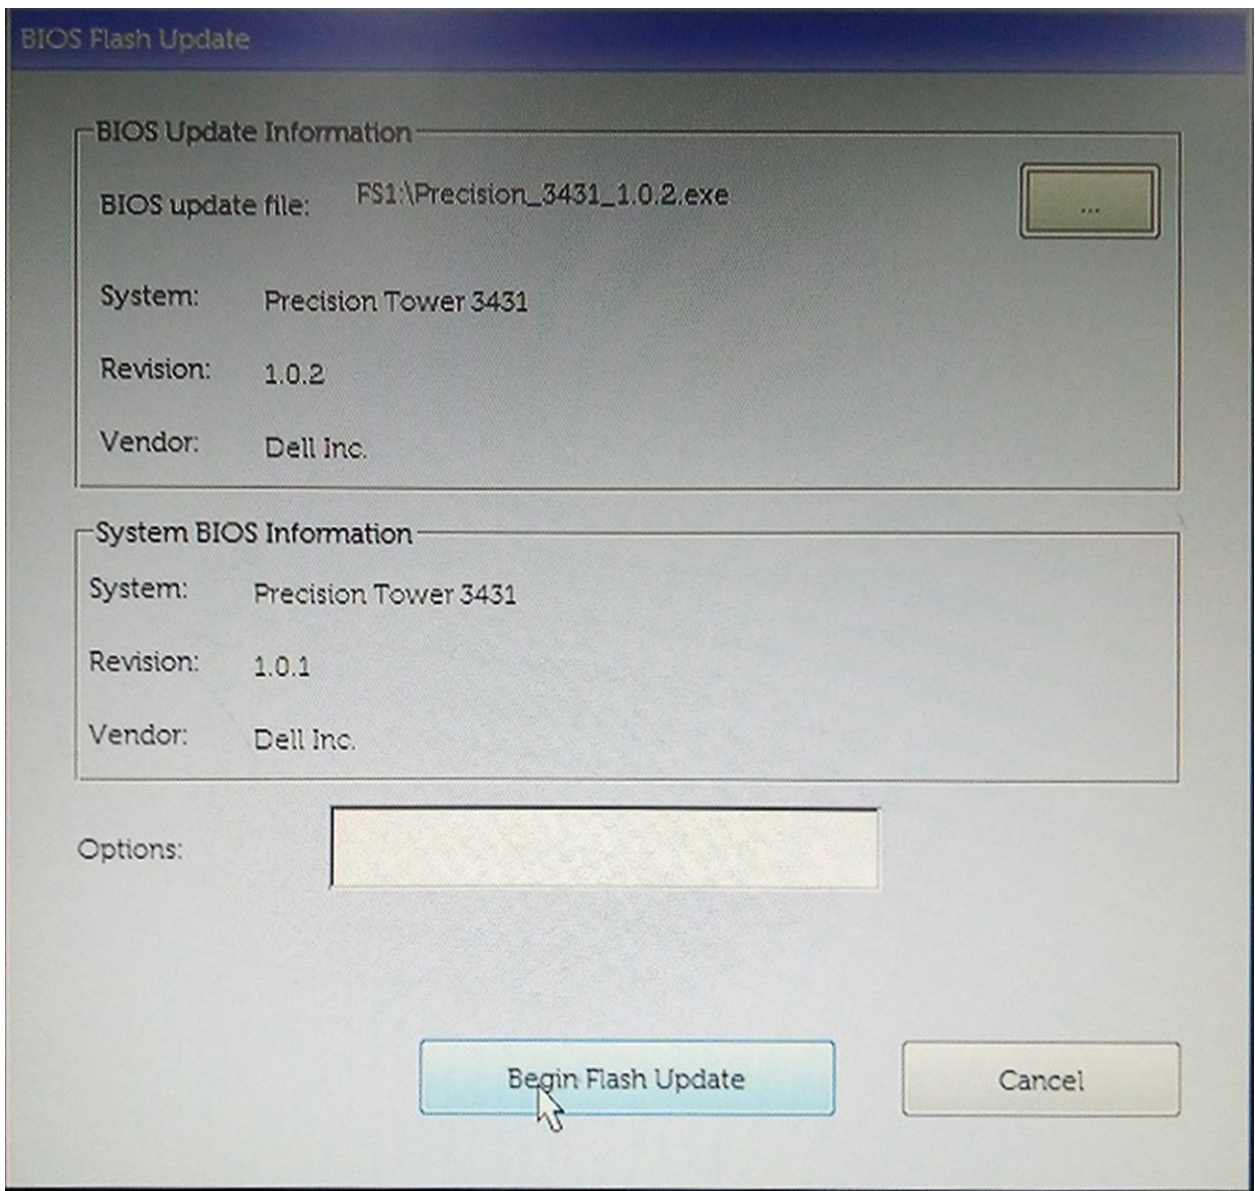 BIOS Flash Update
BIOS Update Information
BIOS update file: FS1:\Precision_3431_1.0.2.exe ...
System: Precision Tower 3431
Revision: 1.0.2
Vendor: Dell Inc.
System BIOS Information
System: Precision Tower 3431
Revision: 1.0.1
Vendor: Dell Inc.
Options:
Begin Flash Update Cancel